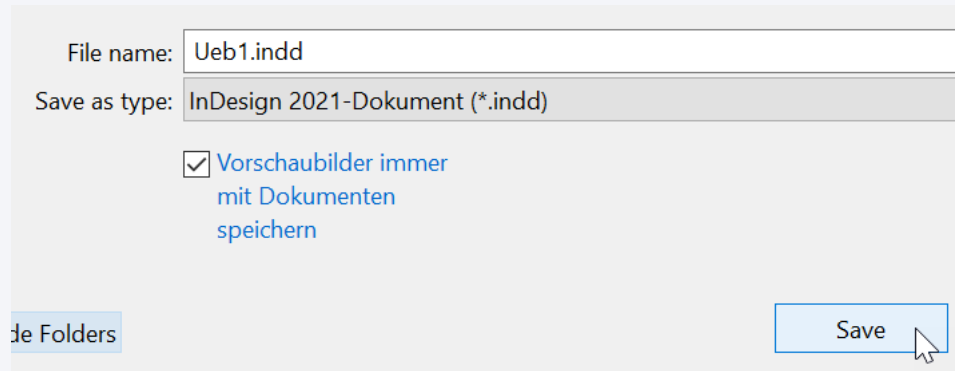 File name: Ueb1.indd
Save as type: InDesign 2021-Dokument (*.indd)
Vorschaubilder immer
mit Dokumenten
speichern
de Folders
Save